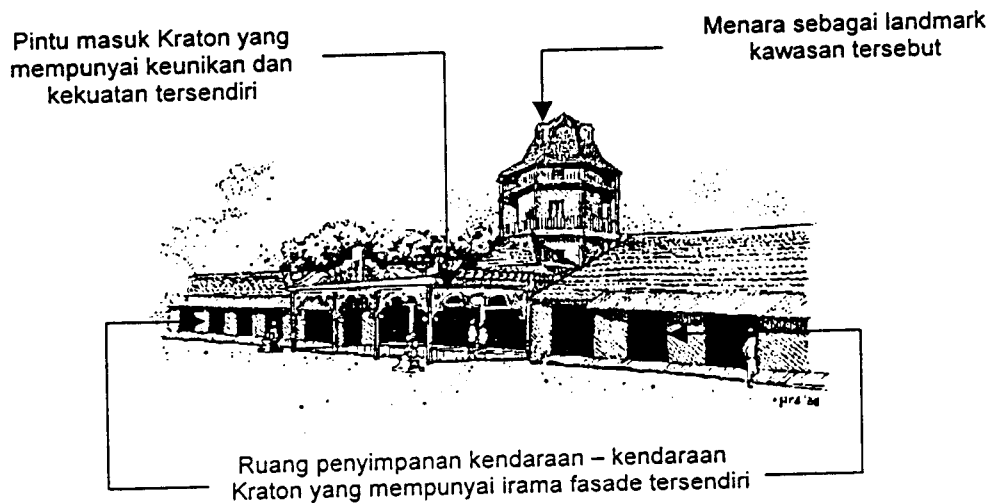 Pintu masuk Kraton yang
mempunyai keunikan dan
kekuatan tersendiri
Menara sebagai landmark
kawasan tersebut
Ruang penyimpanan kendaraan – kendaraan
Kraton yang mempunyai irama fasade tersendiri